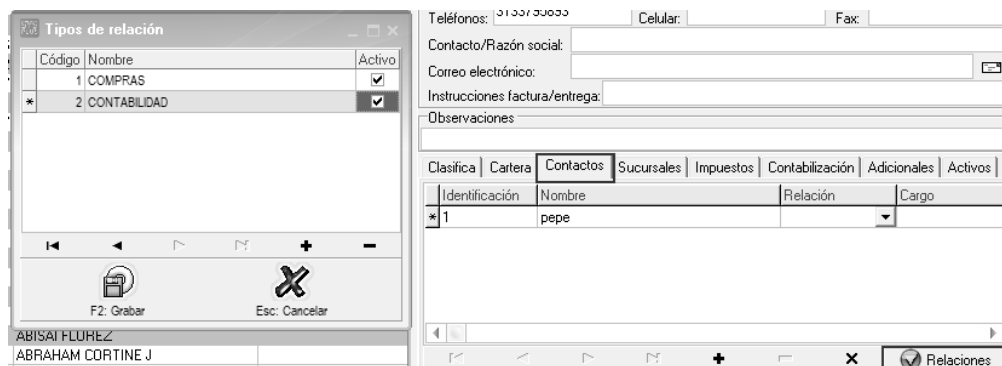 Tipos de relación
Código Nombre Activo
1 COMPRAS
* 2 CONTABILIDAD
F2: Grabar Esc: Cancelar
ABISAI FLOREZ
ABRAHAM CORTINE J
Teléfonos: 3133795893 Celular: Fax:
Contacto/Razón social:
Correo electrónico:
Instrucciones factura/entrega:
Observaciones
Clasifica Cartera Contactos Sucursales Impuestos Contabilización Adicionales Activos
Identificación Nombre Relación Cargo
* 1 pepe
Relaciones